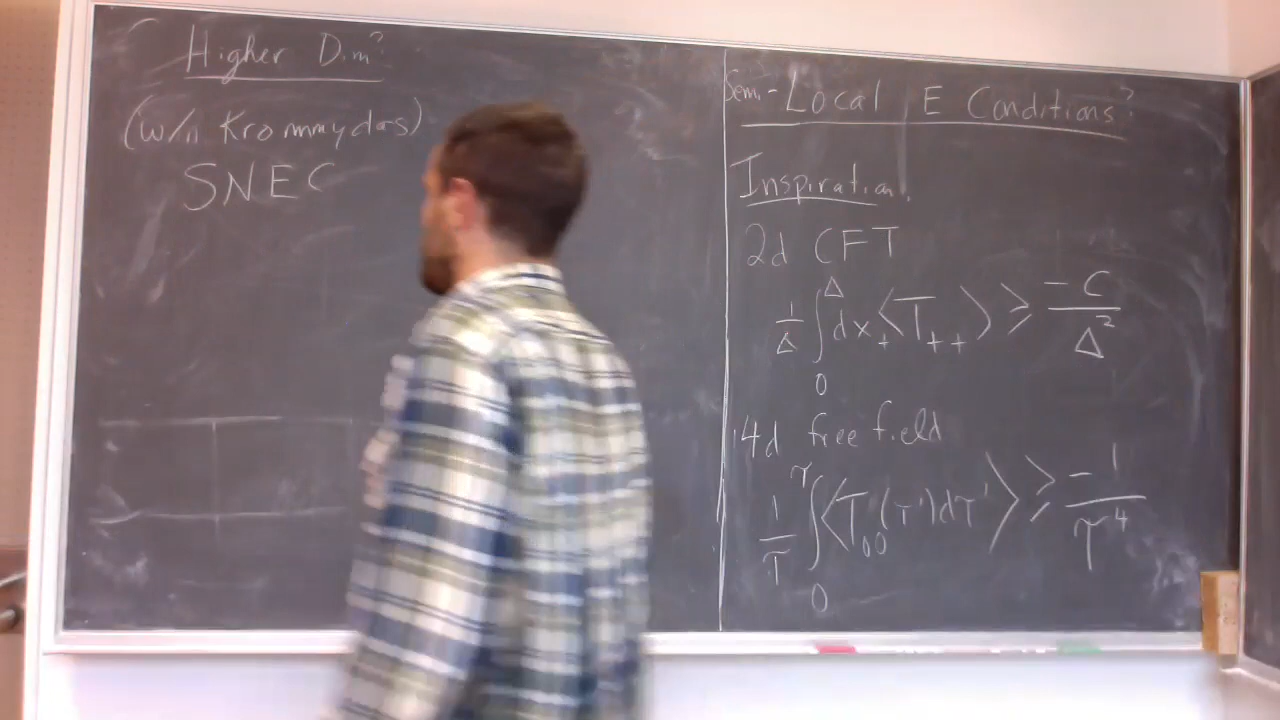 Higher Dim?
(w/ Krommydas)
SNEC
Semi-Local E Conditions?
Inspiration.
2d CFT
1/Δ ∫₀^Δ dx₊ ⟨T₊₊⟩ ≥ -C/Δ²
4d free field
1/τ ∫₀^τ ⟨T₀₀(τ')dτ'⟩ ≥ -1/τ⁴